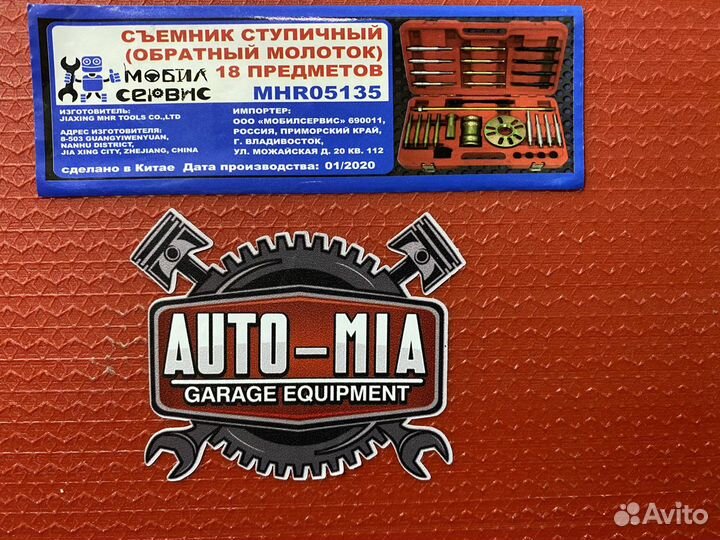 СЪЕМНИК СТУПИЧНЫЙ
(ОБРАТНЫЙ МОЛОТОК)
18 ПРЕДМЕТОВ
MHR05135
МОБИЛ
СЕРВИС
ИЗГОТОВИТЕЛЬ:
JIAXING MHR TOOLS CO.,LTD
АДРЕС ИЗГОТОВИТЕЛЯ:
8-503 GUANGYIWENYUAN,
NANHU DISTRICT,
JIA XING CITY, ZHEJIANG, CHINA
ИМПОРТЕР:
ООО «МОБИЛСЕРВИС» 690011,
РОССИЯ, ПРИМОРСКИЙ КРАЙ,
Г. ВЛАДИВОСТОК,
УЛ. МОЖАЙСКАЯ Д. 20 КВ. 112
сделано в Китае Дата производства: 01/2020
AUTO-MIA
GARAGE EQUIPMENT
Avito